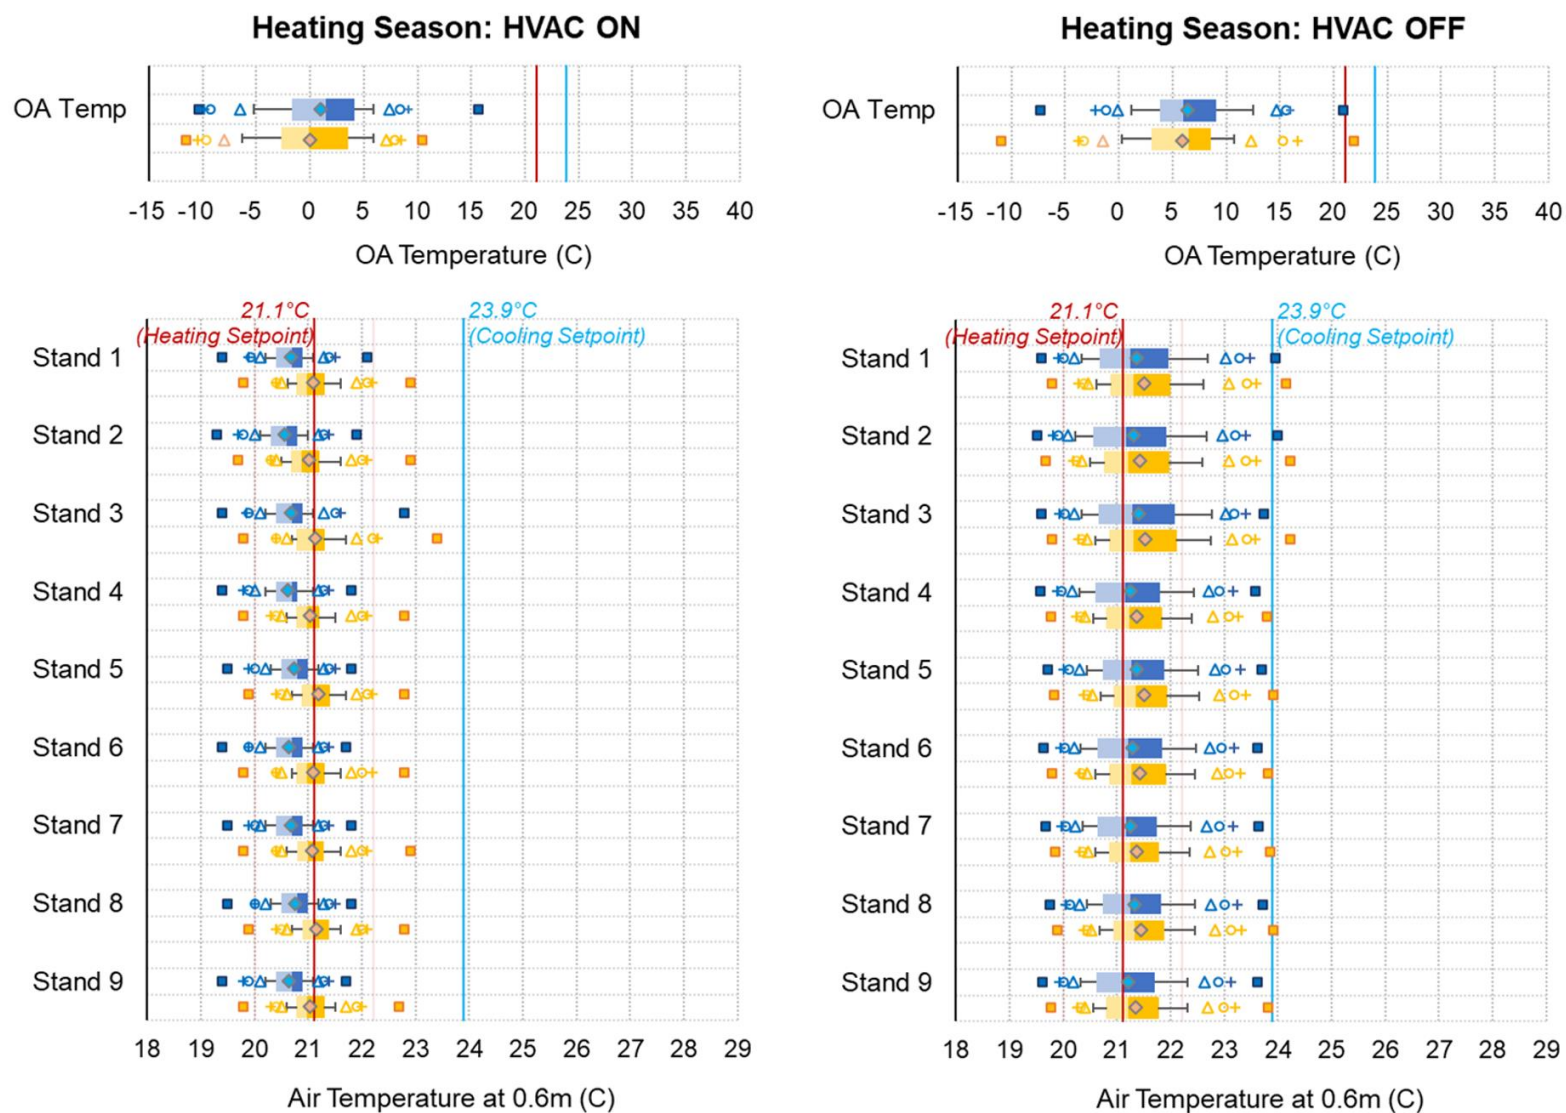 Heating Season: HVAC ON
OA Temp
-15 -10 -5 0 5 10 15 20 25 30 35 40
OA Temperature (C)
21.1°C
(Heating Setpoint)
23.9°C
(Cooling Setpoint)
Stand 1
Stand 2
Stand 3
Stand 4
Stand 5
Stand 6
Stand 7
Stand 8
Stand 9
18 19 20 21 22 23 24 25 26 27 28 29
Air Temperature at 0.6m (C)
Heating Season: HVAC OFF
OA Temp
-15 -10 -5 0 5 10 15 20 25 30 35 40
OA Temperature (C)
21.1°C
(Heating Setpoint)
23.9°C
(Cooling Setpoint)
Stand 1
Stand 2
Stand 3
Stand 4
Stand 5
Stand 6
Stand 7
Stand 8
Stand 9
18 19 20 21 22 23 24 25 26 27 28 29
Air Temperature at 0.6m (C)